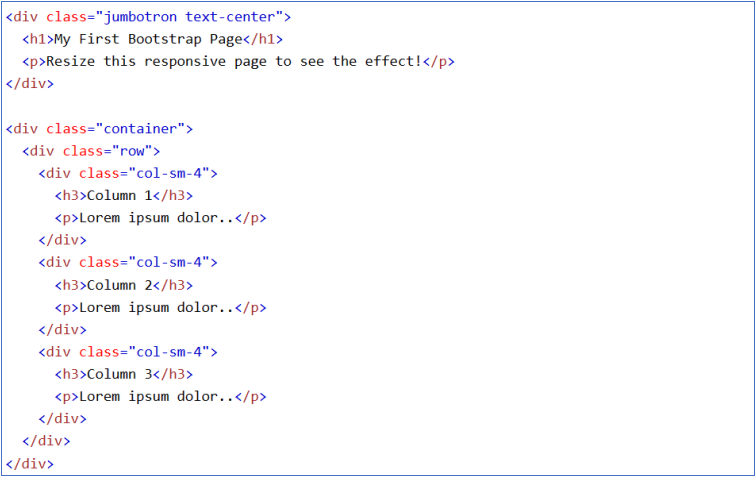 <div class="jumbotron text-center">
  <h1>My First Bootstrap Page</h1>
  <p>Resize this responsive page to see the effect!</p>
</div>

<div class="container">
  <div class="row">
    <div class="col-sm-4">
      <h3>Column 1</h3>
      <p>Lorem ipsum dolor..</p>
    </div>
    <div class="col-sm-4">
      <h3>Column 2</h3>
      <p>Lorem ipsum dolor..</p>
    </div>
    <div class="col-sm-4">
      <h3>Column 3</h3>
      <p>Lorem ipsum dolor..</p>
    </div>
  </div>
</div>